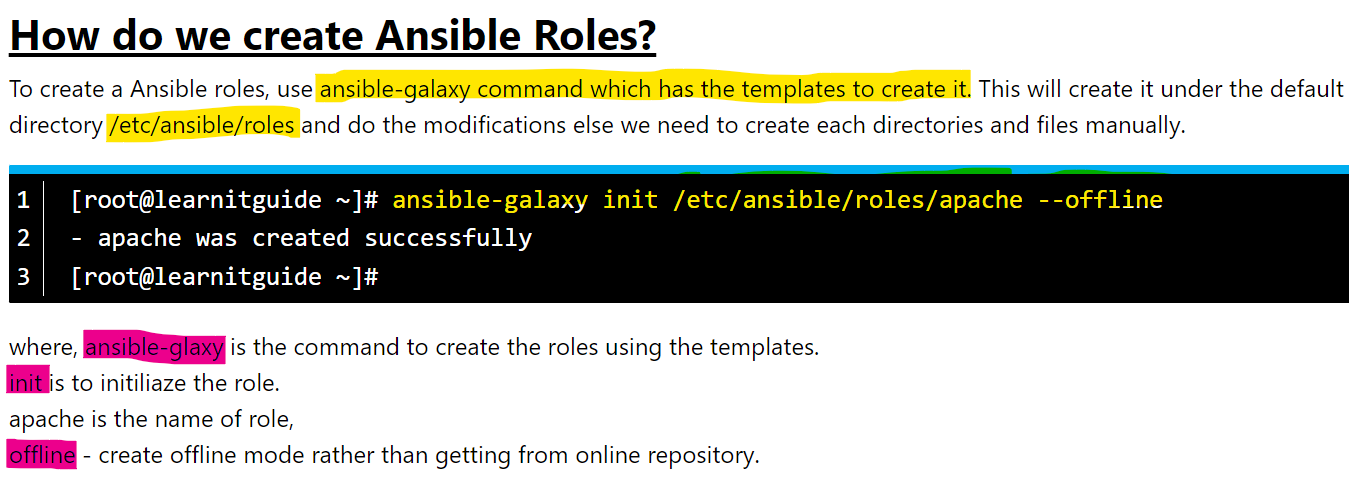 How do we create Ansible Roles?
To create a Ansible roles, use ansible-galaxy command which has the templates to create it. This will create it under the default
directory /etc/ansible/roles and do the modifications else we need to create each directories and files manually.
1 [root@learnitguide ~]# ansible-galaxy init /etc/ansible/roles/apache --offline
2 - apache was created successfully
3 [root@learnitguide ~]#
where, ansible-glaxy is the command to create the roles using the templates.
init is to initiliaze the role.
apache is the name of role,
offline - create offline mode rather than getting from online repository.